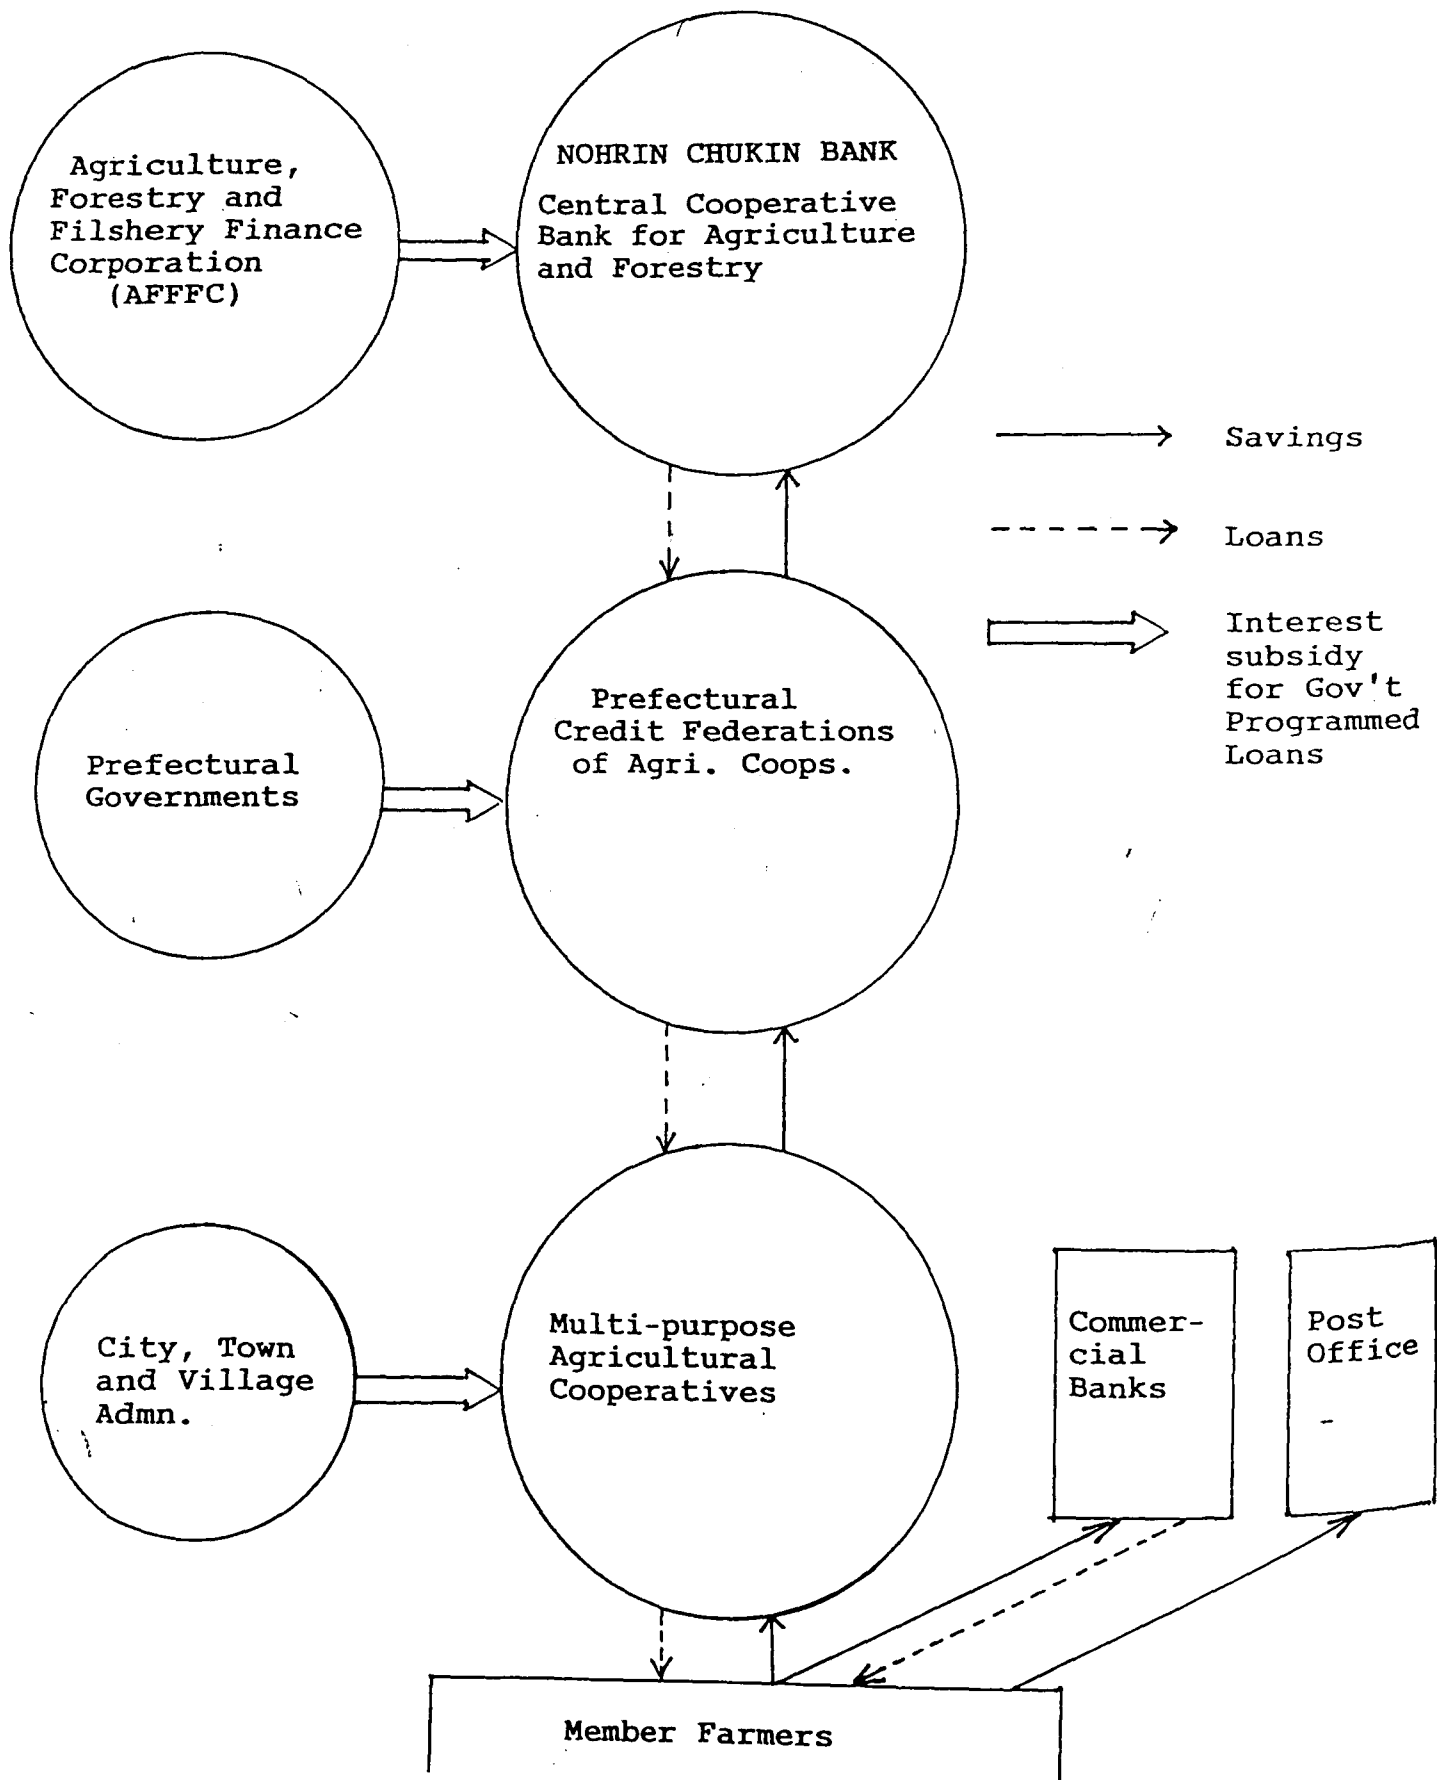 Agriculture,
Forestry and
Filshery Finance
Corporation
(AFFFC)
NOHRIN CHUKIN BANK
Central Cooperative
Bank for Agriculture
and Forestry
Savings
Loans
Interest
subsidy
for Gov't
Programmed
Loans
Prefectural
Governments
Prefectural
Credit Federations
of Agri. Coops.
City, Town
and Village
Admn.
Multi-purpose
Agricultural
Cooperatives
Commer-
cial
Banks
Post
Office
Member Farmers